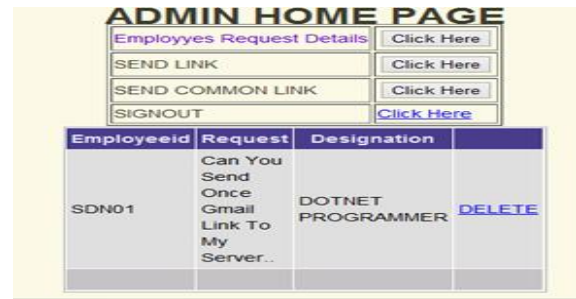 ADMIN HOME PAGE
Employyes Request Details Click Here
SEND LINK Click Here
SEND COMMON LINK Click Here
SIGNOUT Click Here
Employeeid Request Designation
SDN01
Can You
Send
Once
Gmail
Link To
My
Server..
DOTNET
PROGRAMMER
DELETE